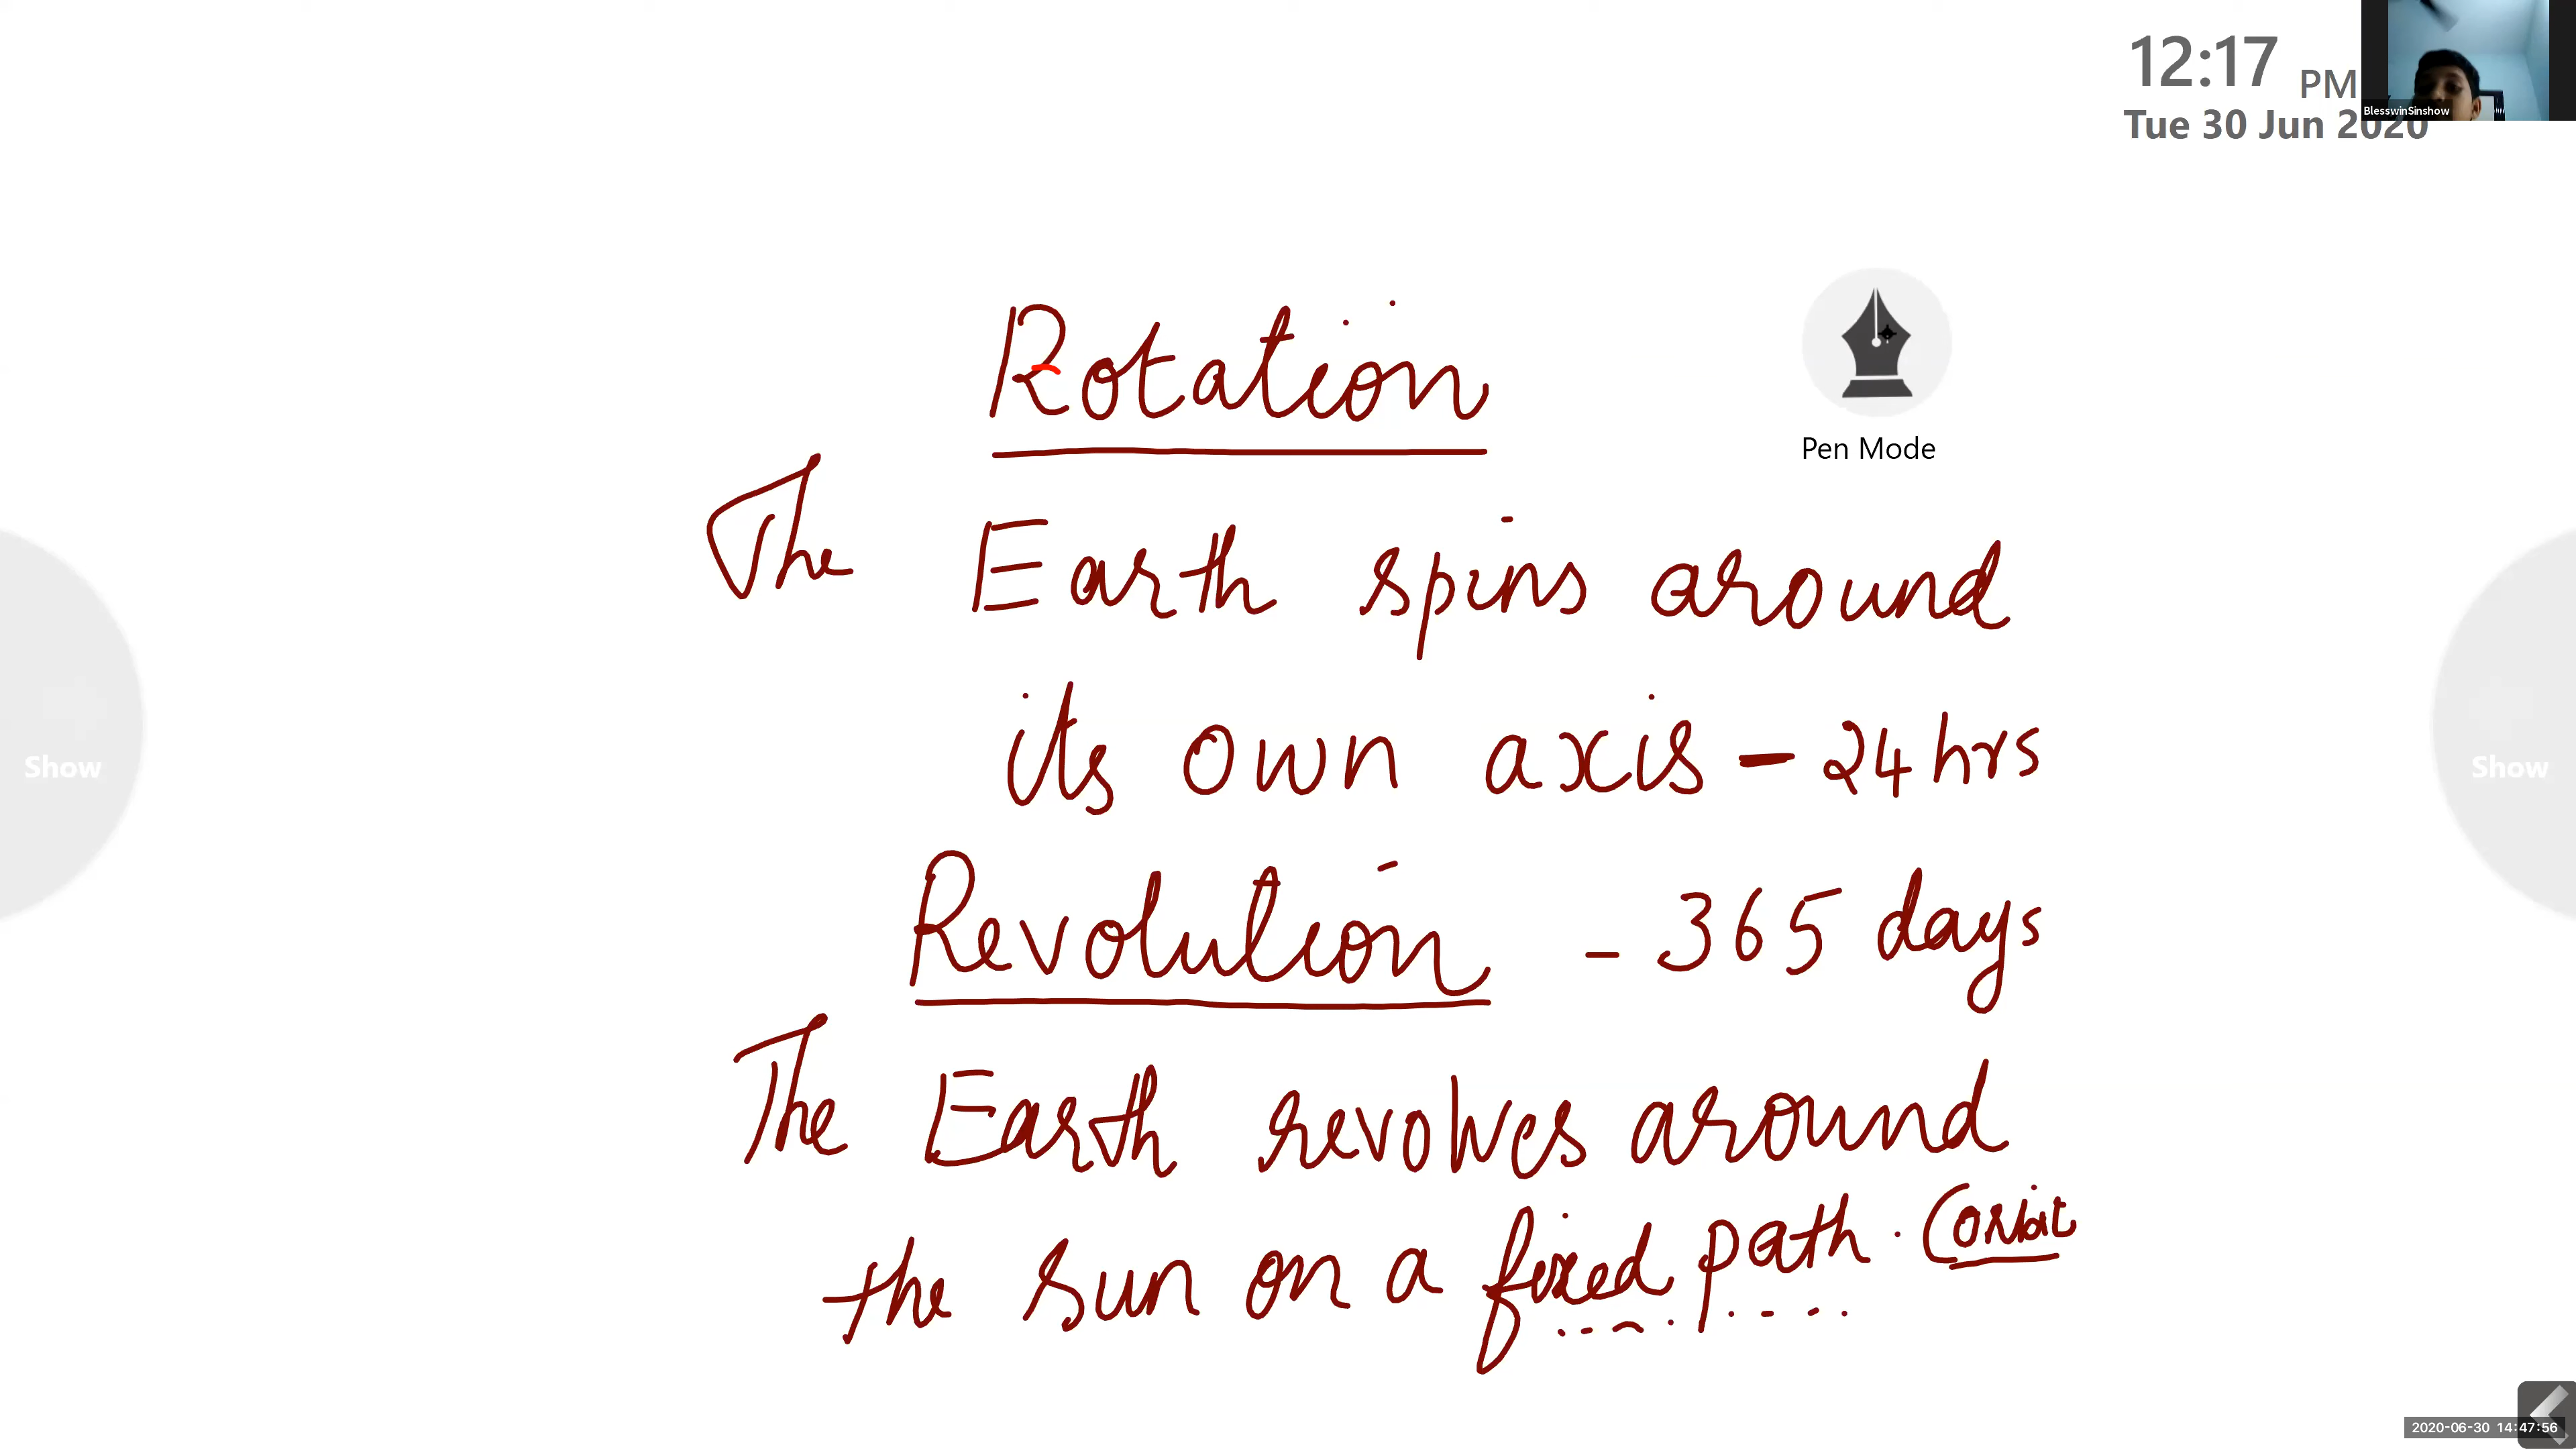 12:17 PM
BlesswinSinshow
Tue 30 Jun 2020
Rotation
Pen Mode
The Earth spins around
its own axis - 24 hrs
Show
Show
Revolution - 365 days
The Earth revolves around
the sun on a fixed path. (orbit
2020-06-30 14:47:56